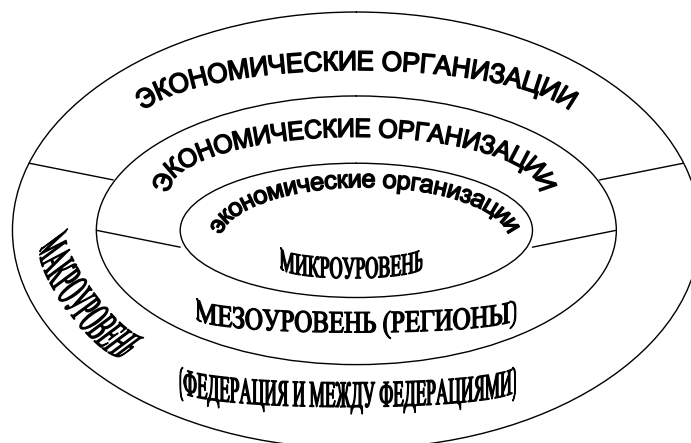 ЭКОНОМИЧЕСКИЕ ОРГАНИЗАЦИИ
ЭКОНОМИЧЕСКИЕ ОРГАНИЗАЦИИ
экономические организации
МИКРОУРОВЕНЬ
МАКРОУРОВЕНЬ
МЕЗОУРОВЕНЬ (РЕГИОНЫ)
(ФЕДЕРАЦИЯ И МЕЖДУ ФЕДЕРАЦИЯМИ)